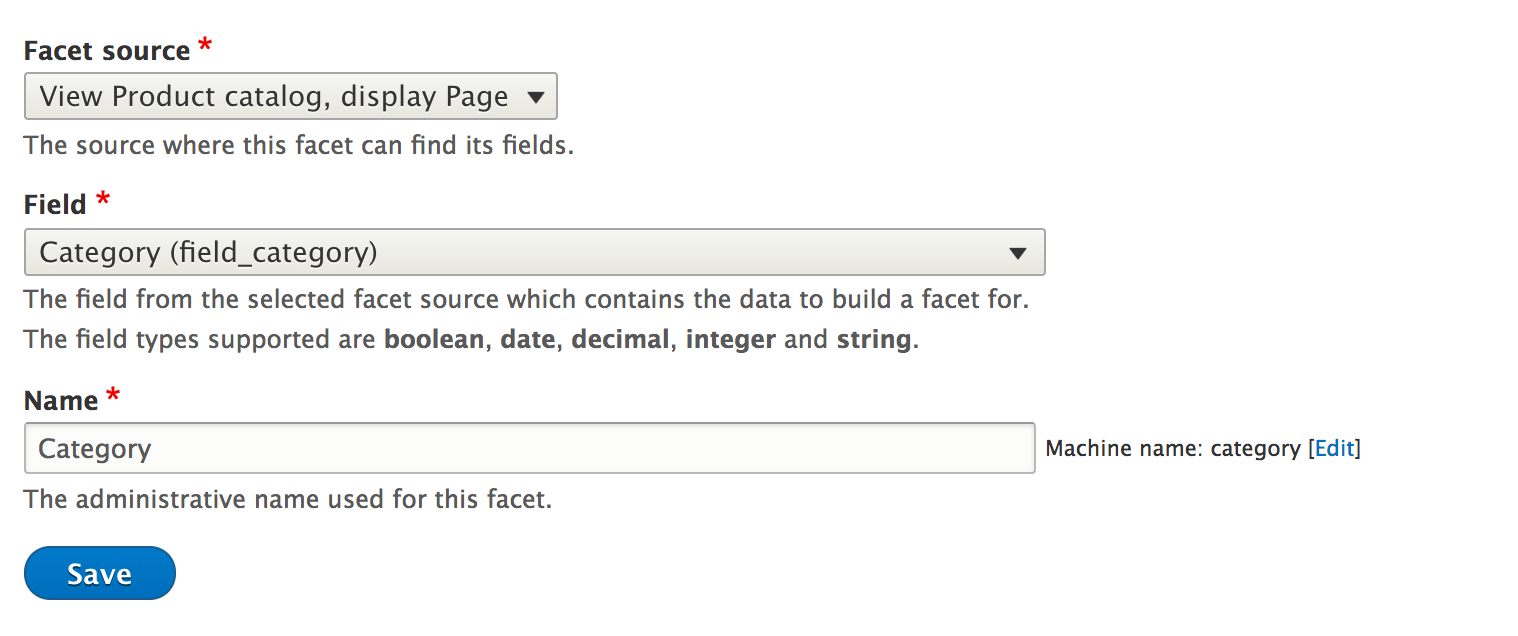 Facet source *
View Product catalog, display Page
The source where this facet can find its fields.
Field *
Category (field_category)
The field from the selected facet source which contains the data to build a facet for.
The field types supported are boolean, date, decimal, integer and string.
Name *
Category Machine name: category [Edit]
The administrative name used for this facet.
Save